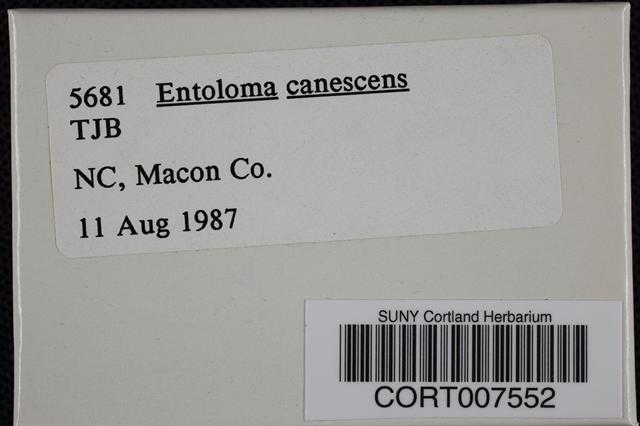 5681 Entoloma canescens
TJB
NC, Macon Co.
11 Aug 1987
SUNY Cortland Herbarium
CORT007552